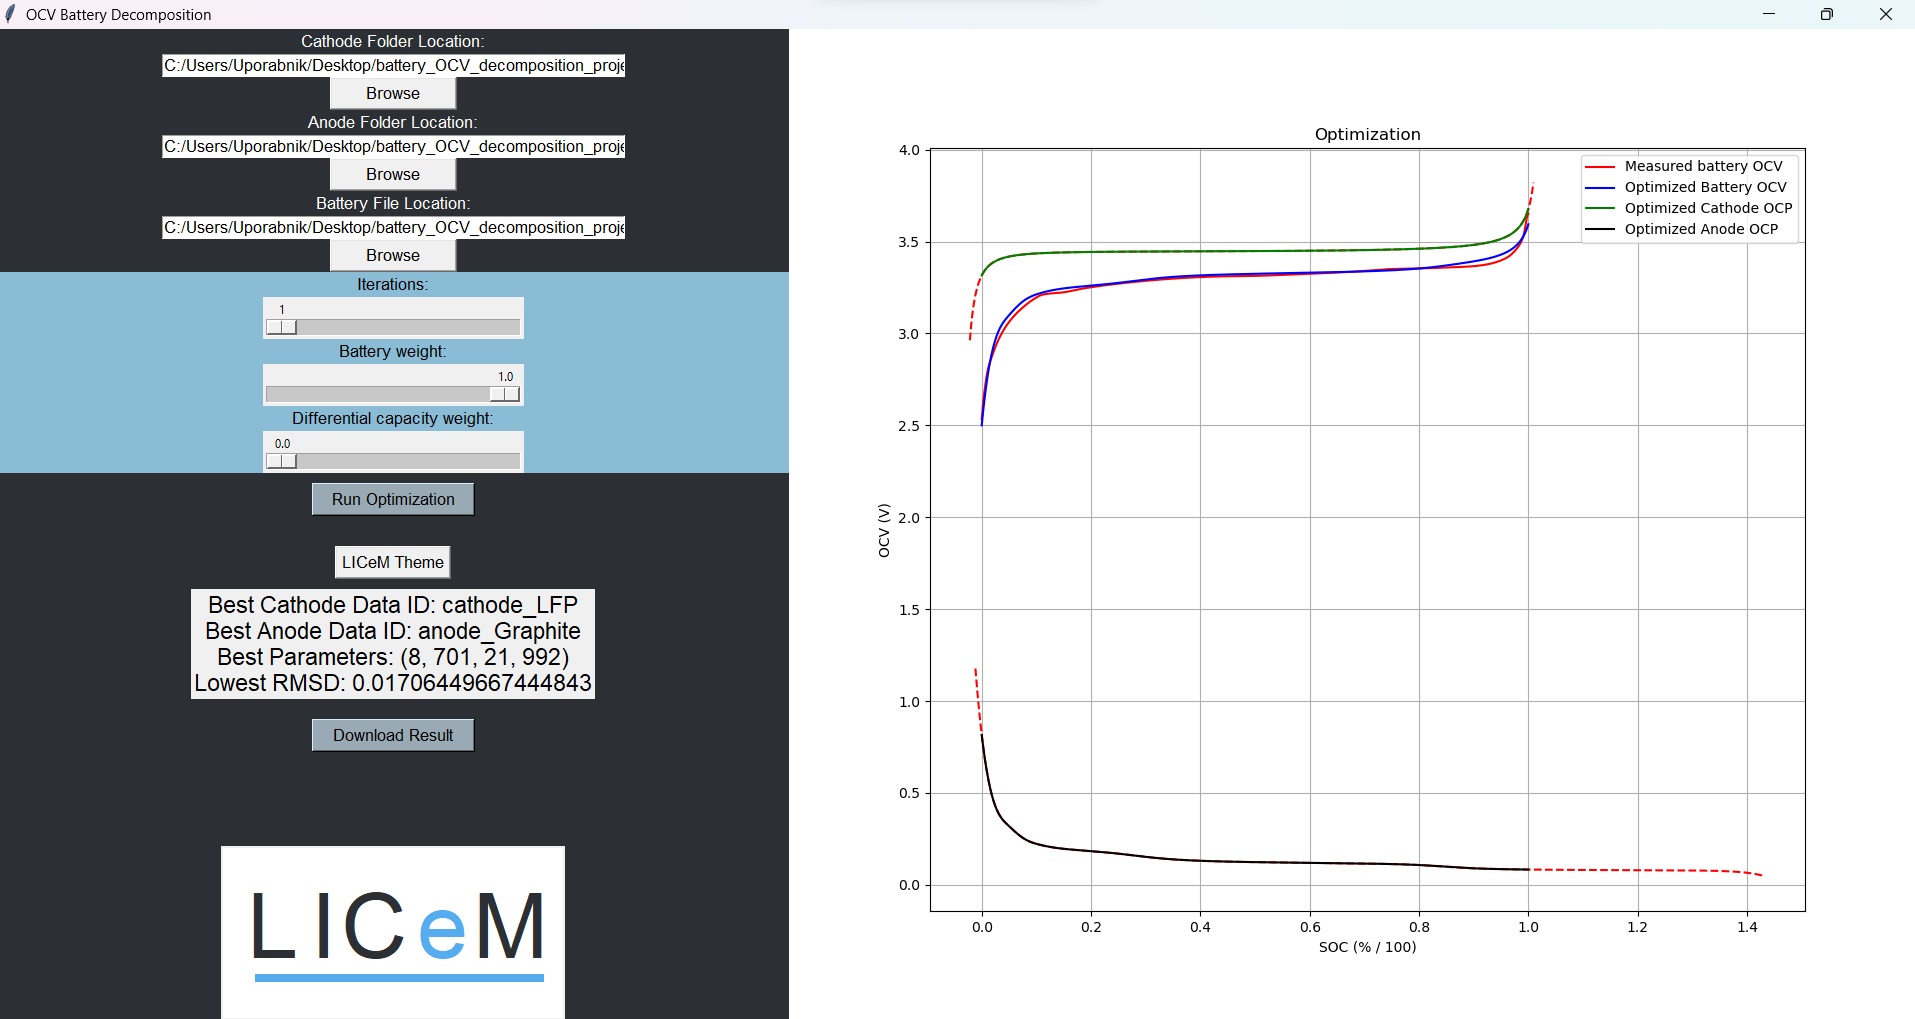 OCV Battery Decomposition
Cathode Folder Location:
C:/Users/Uporabnik/Desktop/battery_OCV_decomposition_proje
Browse
Anode Folder Location:
C:/Users/Uporabnik/Desktop/battery_OCV_decomposition_proje
Browse
Battery File Location:
C:/Users/Uporabnik/Desktop/battery_OCV_decomposition_proje
Browse
Iterations:
1
Battery weight:
1.0
Differential capacity weight:
0.0
Run Optimization
LICeM Theme
Best Cathode Data ID: cathode_LFP
Best Anode Data ID: anode_Graphite
Best Parameters: (8, 701, 21, 992)
Lowest RMSD: 0.01706449667444843
Download Result
LICeM
Optimization
Measured battery OCV
Optimized Battery OCV
Optimized Cathode OCP
Optimized Anode OCP
4.0
3.5
3.0
2.5
2.0
1.5
1.0
0.5
0.0
OCV (V)
0.0 0.2 0.4 0.6 0.8 1.0 1.2 1.4
SOC (% / 100)